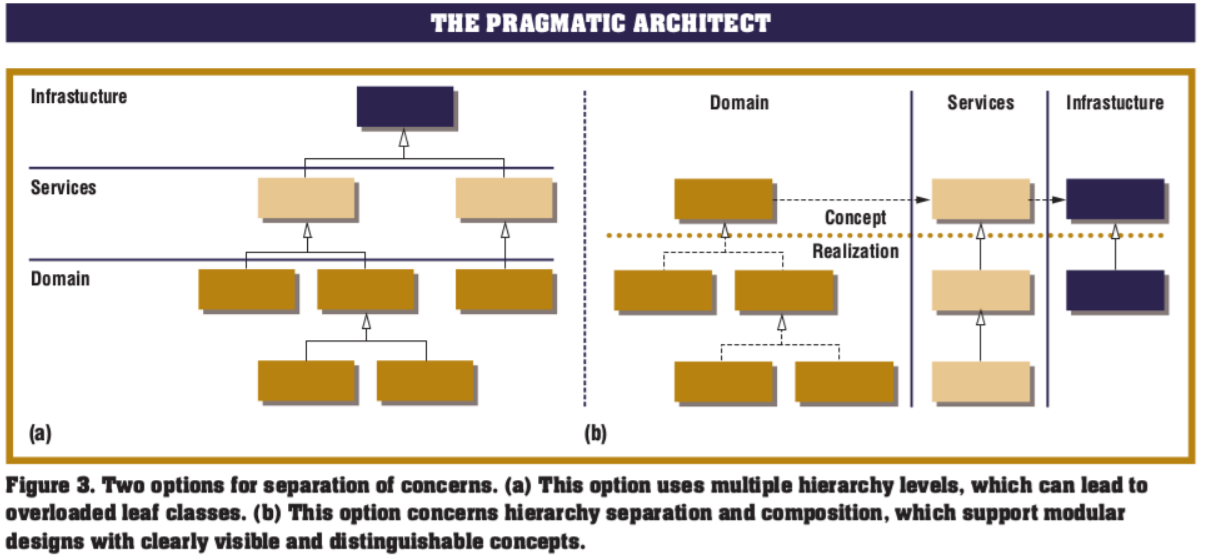 THE PRAGMATIC ARCHITECT
Infrastucture
Services
Domain
(a)
Domain
Services
Infrastucture
Concept
Realization
(b)
Figure 3. Two options for separation of concerns. (a) This option uses multiple hierarchy levels, which can lead to
overloaded leaf classes. (b) This option concerns hierarchy separation and composition, which support modular
designs with clearly visible and distinguishable concepts.